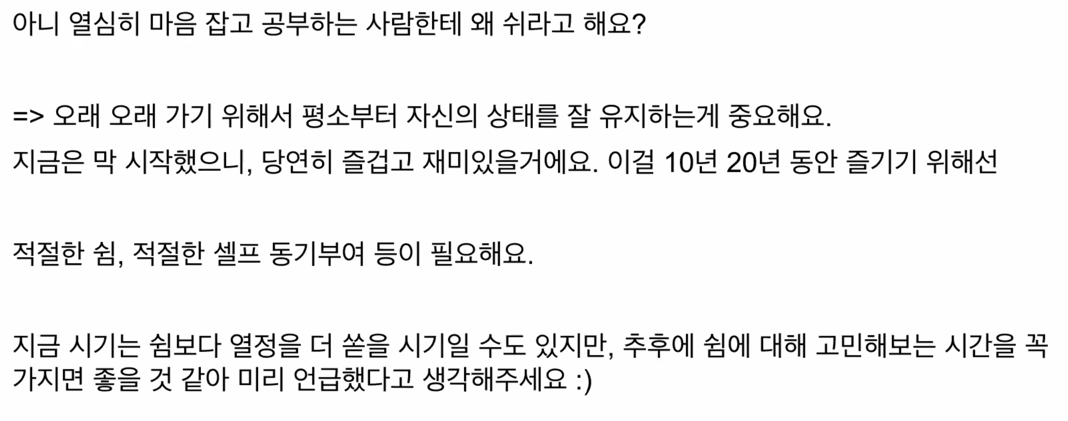 아니 열심히 마음 잡고 공부하는 사람한테 왜 쉬라고 해요?
=> 오래 오래 가기 위해서 평소부터 자신의 상태를 잘 유지하는게 중요해요.
지금은 막 시작했으니, 당연히 즐겁고 재미있을거에요. 이걸 10년 20년 동안 즐기기 위해선
적절한 쉼, 적절한 셀프 동기부여 등이 필요해요.
지금 시기는 쉼보다 열정을 더 쏟을 시기일 수도 있지만, 추후에 쉼에 대해 고민해보는 시간을 꼭
가지면 좋을 것 같아 미리 언급했다고 생각해주세요 :)